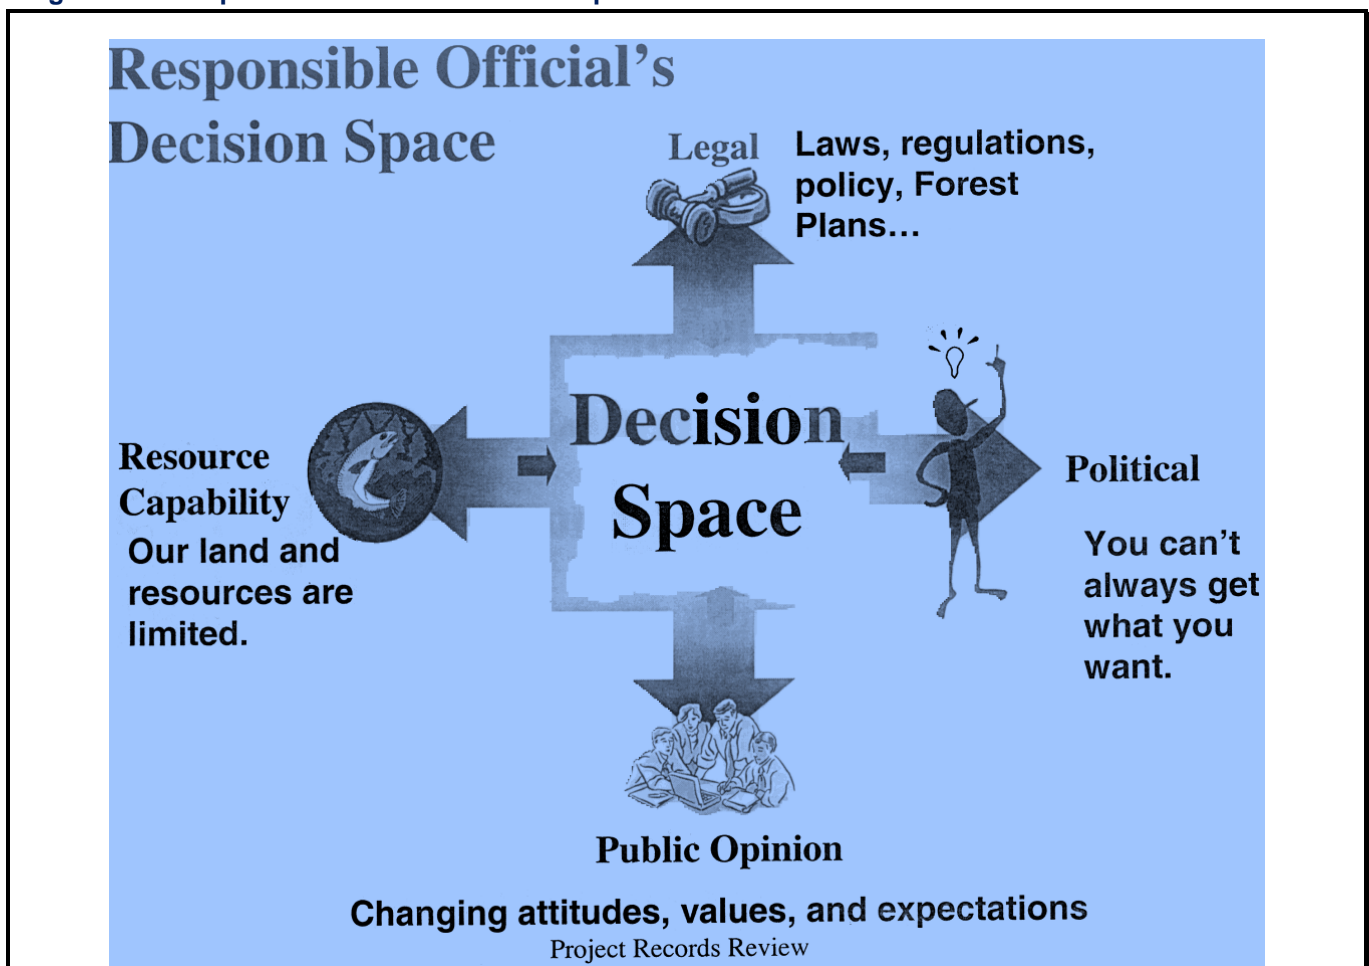 Responsible Official's
Decision Space
Legal
Laws, regulations,
policy, Forest
Plans...
Decision
Space
Resource
Capability
Our land and
resources are
limited.
Political
You can't
always get
what you
want.
Public Opinion
Changing attitudes, values, and expectations
Project Records Review